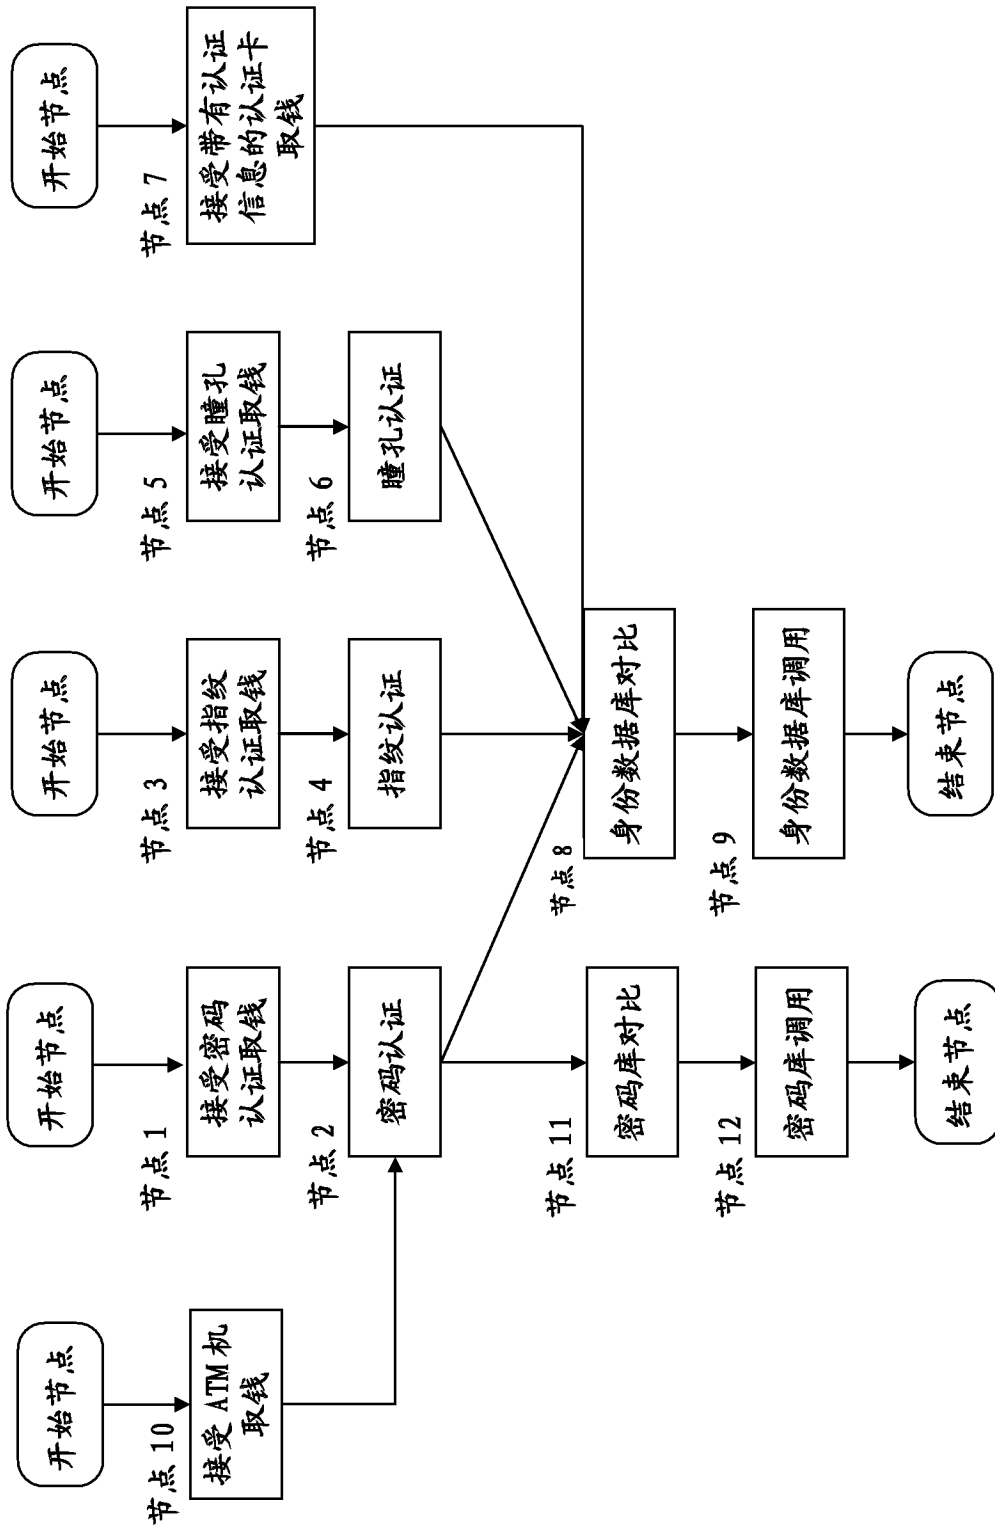 开始节点
节点 10
接受 ATM 机
取钱
开始节点
节点 1
接受密码
认证取钱
节点 2
密码认证
节点 11
密码库对比
节点 12
密码库调用
结束节点
开始节点
节点 3
接受指纹
认证取钱
节点 4
指纹认证
节点 8
身份数据库对比
节点 9
身份数据库调用
结束节点
开始节点
节点 5
接受瞳孔
认证取钱
节点 6
瞳孔认证
开始节点
节点 7
接受带有认证
信息的认证卡
取钱